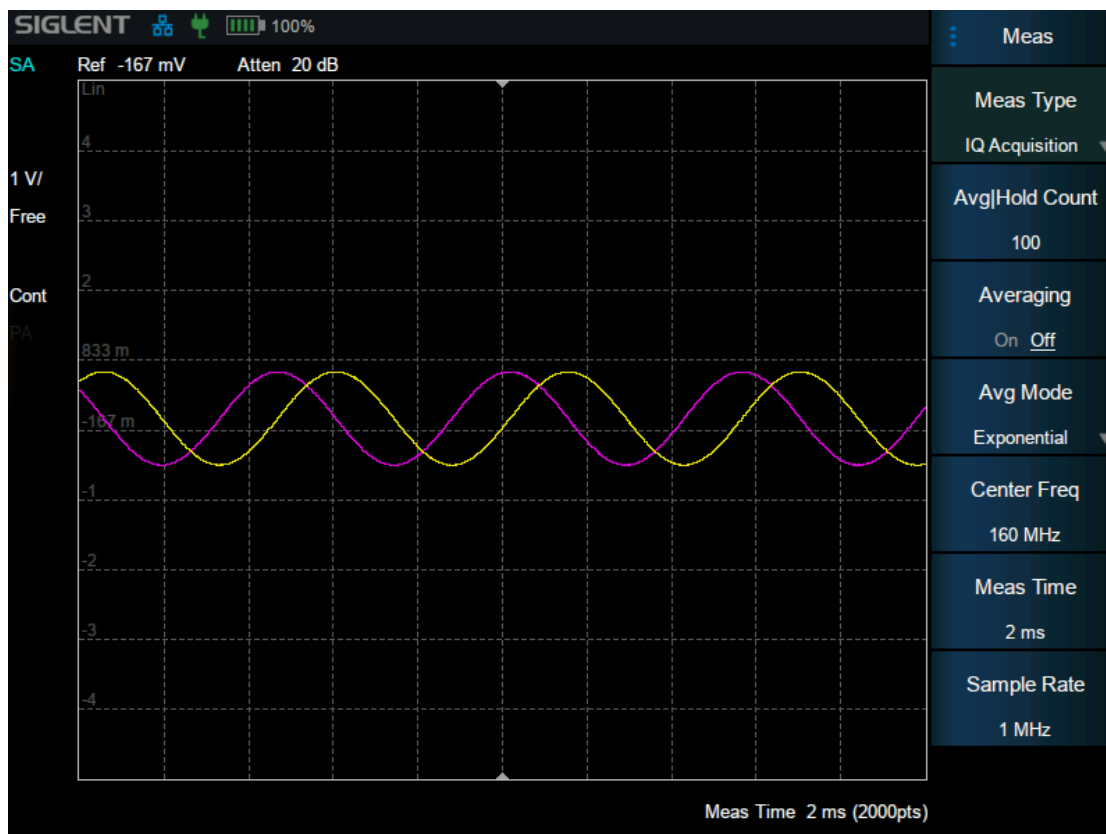 SIGLENT 100%
Meas
SA Ref -167 mV Atten 20 dB
Lin
Meas Type
IQ Acquisition
4
1 V/
Free
3
Avg|Hold Count
100
2
Cont
Averaging
On Off
PA
833 m
Avg Mode
Exponential
-167 m
-1
Center Freq
160 MHz
-2
Meas Time
2 ms
-3
Sample Rate
1 MHz
-4
Meas Time 2 ms (2000pts)